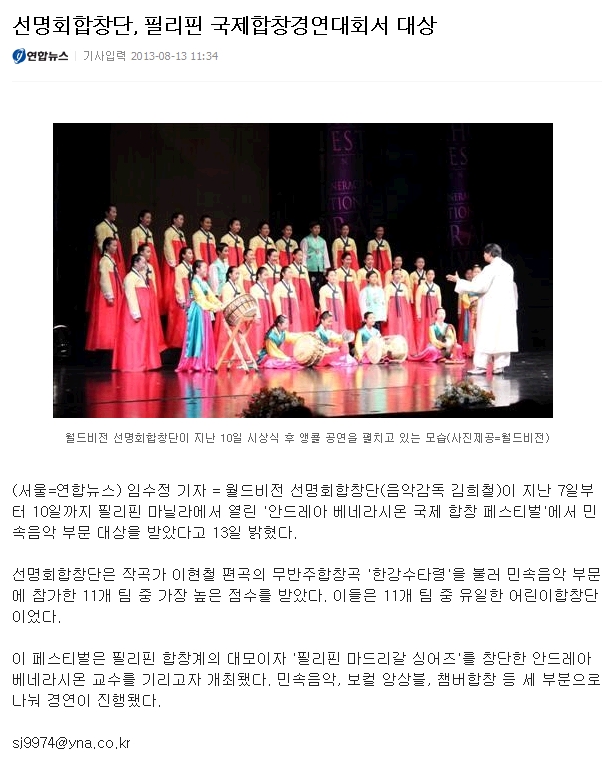 선명회합창단, 필리핀 국제합창경연대회서 대상
연합뉴스 기사입력 2013-08-13 11:34
EST
IN
월드비전 선명회합창단이 지난 10일 시상식 후 앵콜 공연을 펼치고 있는 모습(사진제공=월드비전)
(서울=연합뉴스) 임수정 기자 = 월드비전 선명회합창단(음악감독 김희철)이 지난 7일부
터 10일까지 필리핀 마닐라에서 열린 '안드레아 베네라시온 국제 합창 페스티벌'에서 민
속음악 부문 대상을 받았다고 13일 밝혔다.
선명회합창단은 작곡가 이현철 편곡의 무반주합창곡 '한강수타령'을 불러 민속음악 부문
에 참가한 11개 팀 중 가장 높은 점수를 받았다. 이들은 11개 팀 중 유일한 어린이합창단
이었다.
이 페스티벌은 필리핀 합창계의 대모이자 '필리핀 마드리갈 싱어즈'를 창단한 안드레아
베네라시온 교수를 기리고자 개최됐다. 민속음악, 보컬 앙상블, 챔버합창 등 세 부분으로
나눠 경연이 진행됐다.
sj9974@yna.co.kr